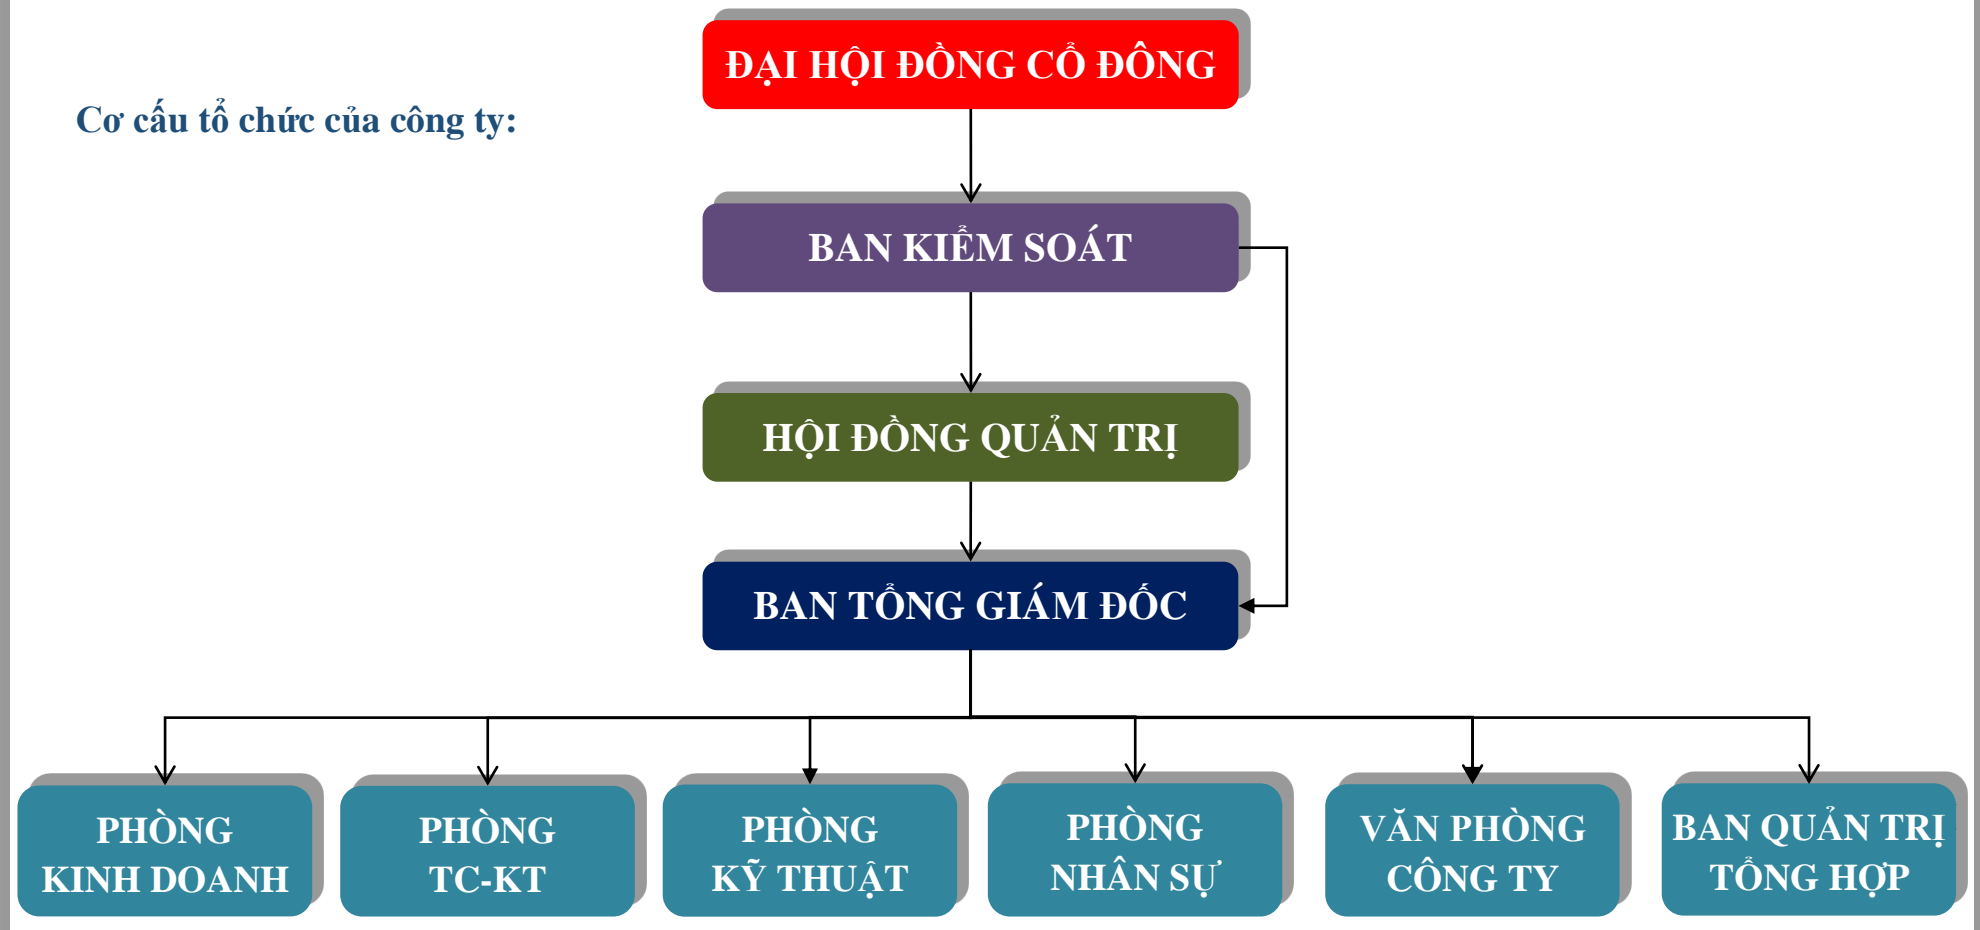 ĐẠI HỘI ĐỒNG CỔ ĐÔNG
Cơ cấu tổ chức của công ty:
BAN KIỂM SOÁT
HỘI ĐỒNG QUẢN TRỊ
BAN TỔNG GIÁM ĐỐC
PHÒNG
KINH DOANH
PHÒNG
TC-KT
PHÒNG
KỸ THUẬT
PHÒNG
NHÂN SỰ
VĂN PHÒNG
CÔNG TY
BAN QUẢN TRỊ
TỔNG HỢP